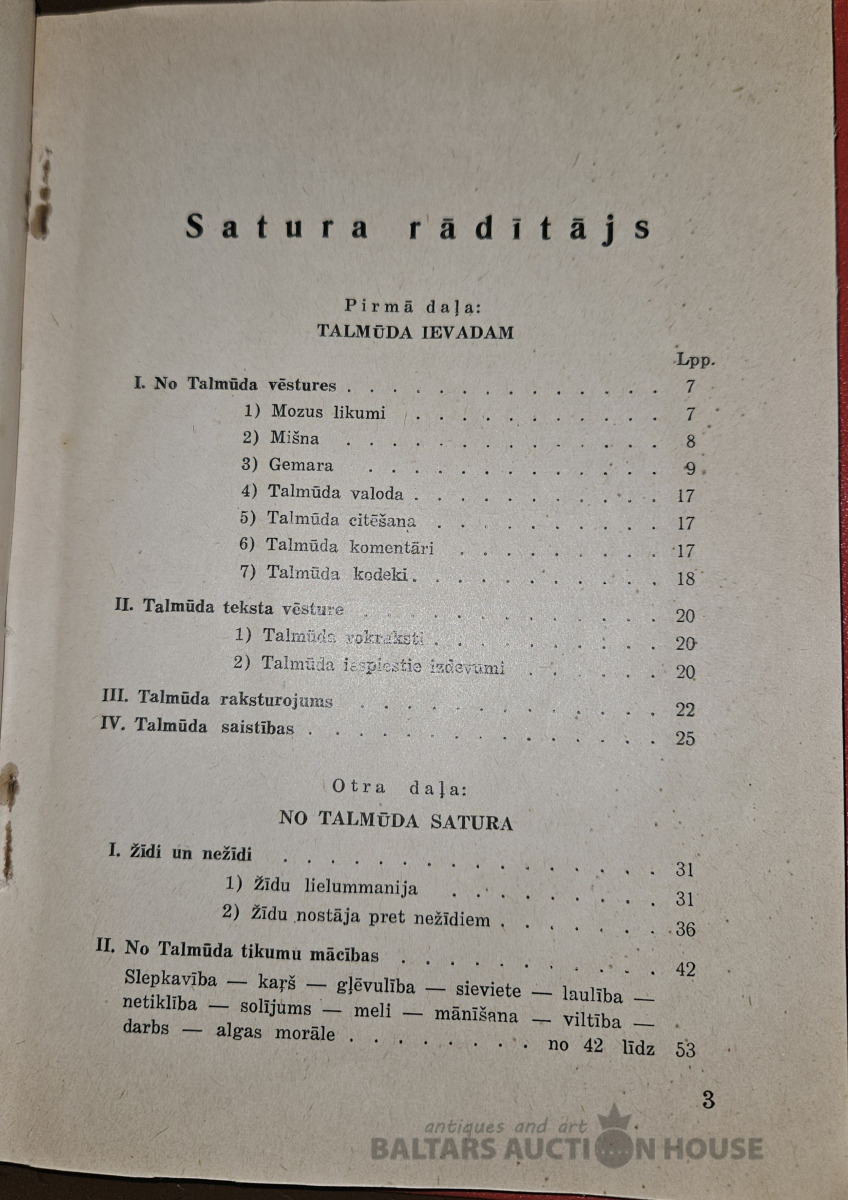 Satura rādītājs
Pirmā daļa:
TALMŪDA IEVADAM
Lpp.
I. No Talmūda vēstures . . . . . . . . . . . . . . 7
1) Mozus likumi . . . . . . . . . . . 7
2) Mišna . . . . . . . . . . . . 8
3) Gemara . . . . . . . . . . . 9
4) Talmūda valoda . . . . . . . . . . 17
5) Talmūda citēšana . . . . . . . . . 17
6) Talmūda komentāri . . . . . . . . 17
7) Talmūda kodeki . . . . . . . . . . 18
II. Talmūda teksta vēsture . . . . . . . . . . . . 20
1) Talmūda rokraksti . . . . . . . . . 20
2) Talmūda iespiestie izdevumi . . . . . 20
III. Talmūda raksturojums . . . . . . . . . . . . 22
IV. Talmūda saistības . . . . . . . . . . . . . 25
Otra daļa:
NO TALMŪDA SATURA
I. Žīdi un nežīdi . . . . . . . . . . . . . . 31
1) Žīdu lielummanija . . . . . . . . 31
2) Žīdu nostāja pret nežīdiem . . . . . . 36
II. No Talmūda tikumu mācības . . . . . . . . . . 42
Slepkavība — kaŗš — gļēvulība — sieviete — laulība —
netiklība — solījums — meli — mānīšana — viltība —
darbs — algas morāle . . . . . . . . no 42 līdz 53
3
antiques and art
BALTARS AUCTION HOUSE